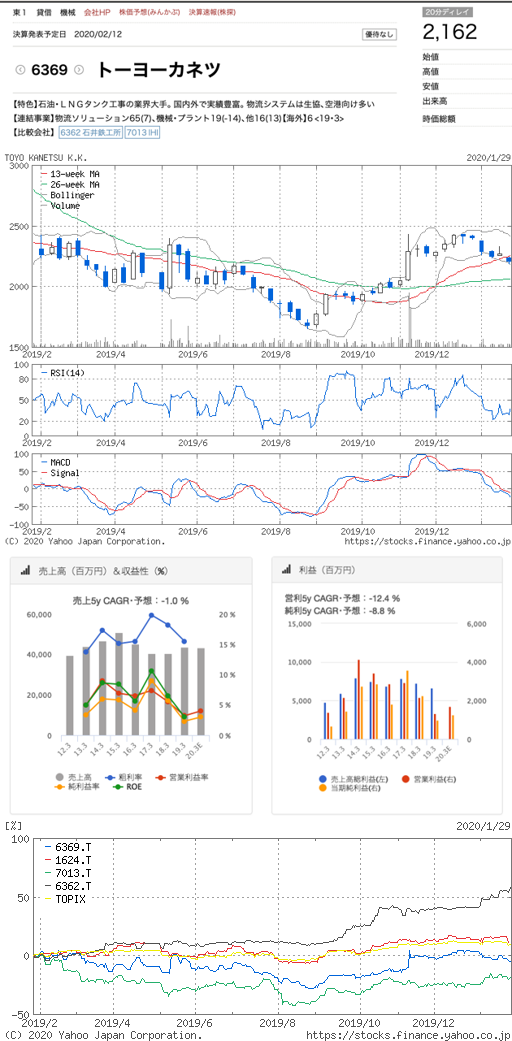 東1 貸借 機械 会社HP 株価予想(みんかぶ) 決算速報(株探)
決算発表予定日 2020/02/12
優待なし
6369 トーヨーカネツ
20分ディレイ
2,162
始値
高値
安値
出来高
時価総額
【特色】石油・LNGタンク工事の業界大手。国内外で実績豊富。物流システムは生協、空港向け多い
【連結事業】物流ソリューション65(7)、機械・プラント19(-14)、他16(13)【海外】6 <19・3>
【比較会社】 6362 石井鉄工所 7013 IHI
TOYO KANETSU K.K. 2020/1/29
3000
13-week MA
26-week MA
Bollinger
Volume
2500
2000
1500
2019/2 2019/4 2019/6 2019/8 2019/10 2019/12
100
RSI(14)
80
60
40
20
0
2019/2 2019/4 2019/6 2019/8 2019/10 2019/12
100
MACD
Signal
50
0
-50
-100
2019/2 2019/4 2019/6 2019/8 2019/10 2019/12
(C) 2020 Yahoo Japan Corporation. https://stocks.finance.yahoo.co.jp
売上高（百万円）＆収益性（%）
売上5y CAGR・予想：-1.0 %
60,000 20 %
15 %
40,000
10 %
20,000
5 %
0 0 %
12.3 13.3 14.3 15.3 16.3 17.3 18.3 19.3 20.3E
売上高 粗利率 営業利益率
純利益率 ROE
利益（百万円）
営利5y CAGR・予想：-12.4 %
純利5y CAGR・予想：-8.8 %
15,000 6,000
10,000 4,000
5,000 2,000
0 0
12.3 13.3 14.3 15.3 16.3 17.3 18.3 19.3 20.3E
売上高総利益(左) 営業利益(右)
当期純利益(右)
[%] 2020/1/29
100
6369.T
1624.T
7013.T
6362.T
TOPIX
50
0
-50
2019/2 2019/4 2019/6 2019/8 2019/10 2019/12
(C) 2020 Yahoo Japan Corporation. https://stocks.finance.yahoo.co.jp